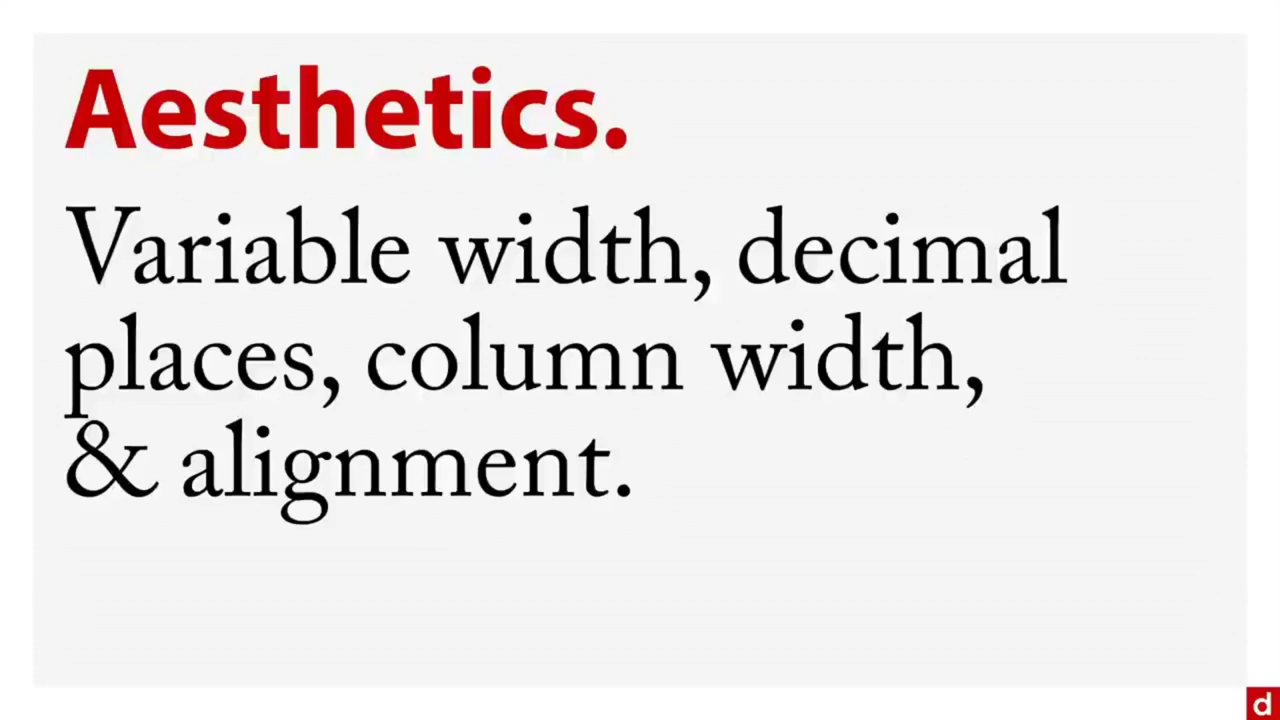 Aesthetics.
Variable width, decimal
places, column width,
& alignment.
d